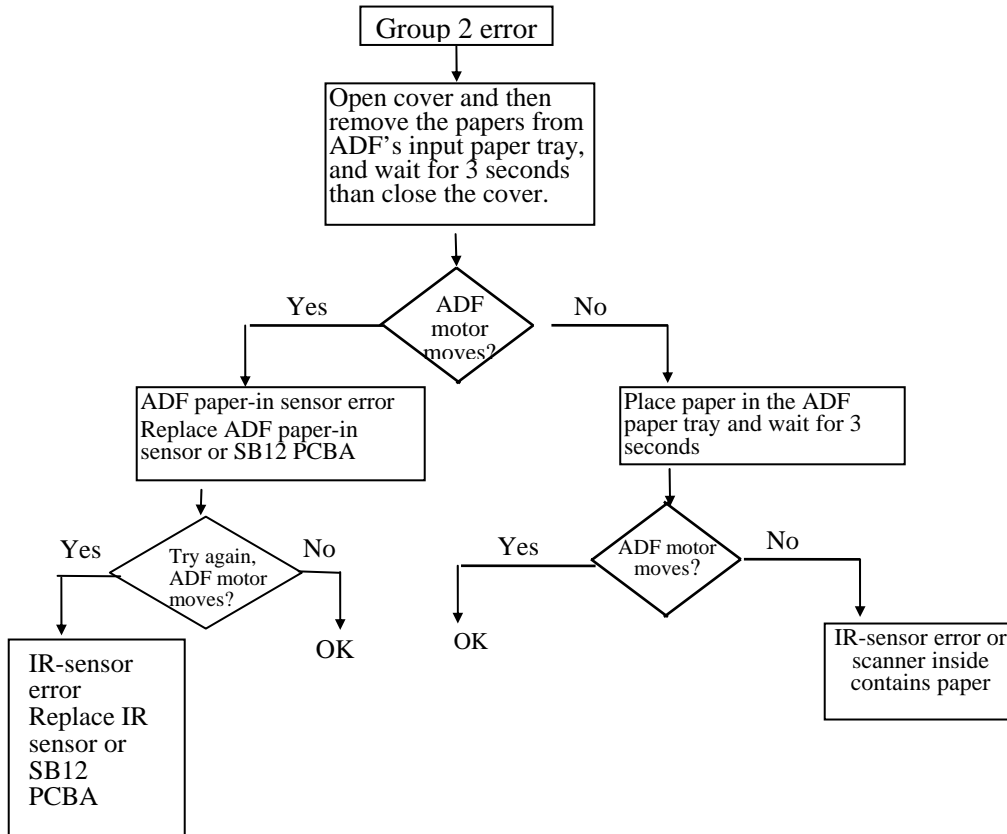 Group 2 error
Open cover and then
remove the papers from
ADF's input paper tray,
and wait for 3 seconds
than close the cover.
Yes
ADF
motor
moves?
No
ADF paper-in sensor error
Replace ADF paper-in
sensor or SB12 PCBA
Place paper in the ADF
paper tray and wait for 3
seconds
Yes
Try again,
ADF motor
moves?
No
Yes
ADF motor
moves?
No
OK
OK
IR-sensor
error
Replace IR
sensor or
SB12
PCBA
IR-sensor error or
scanner inside
contains paper